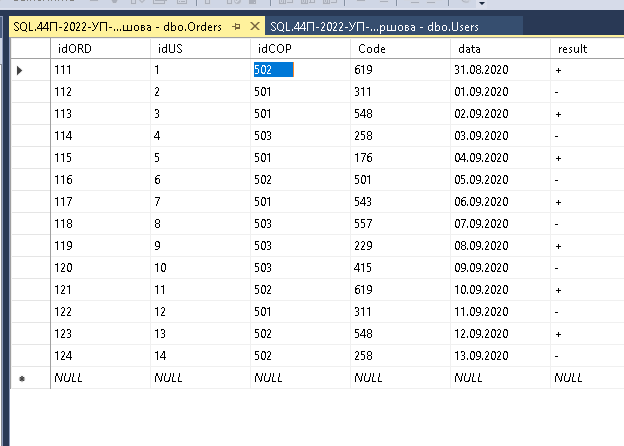 SQL.44П-2022-УП-...шова - dbo.Orders SQL.44П-2022-УП-...ршова - dbo.Users
idORD idUS idCOP Code data result
111 1 502 619 31.08.2020 +
112 2 501 311 01.09.2020 -
113 3 501 548 02.09.2020 +
114 4 503 258 03.09.2020 -
115 5 501 176 04.09.2020 +
116 6 502 501 05.09.2020 -
117 7 501 543 06.09.2020 +
118 8 503 557 07.09.2020 -
119 9 503 229 08.09.2020 +
120 10 503 415 09.09.2020 -
121 11 502 619 10.09.2020 +
122 12 501 311 11.09.2020 -
123 13 502 548 12.09.2020 +
124 14 502 258 13.09.2020 -
NULL NULL NULL NULL NULL NULL